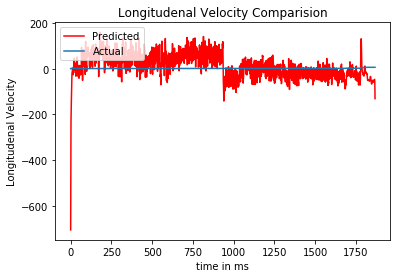 Longitudenal Velocity Comparision
Predicted
Actual
Longitudenal Velocity
200
0
−200
−400
−600
0
250
500
750
1000
1250
1500
1750
time in ms